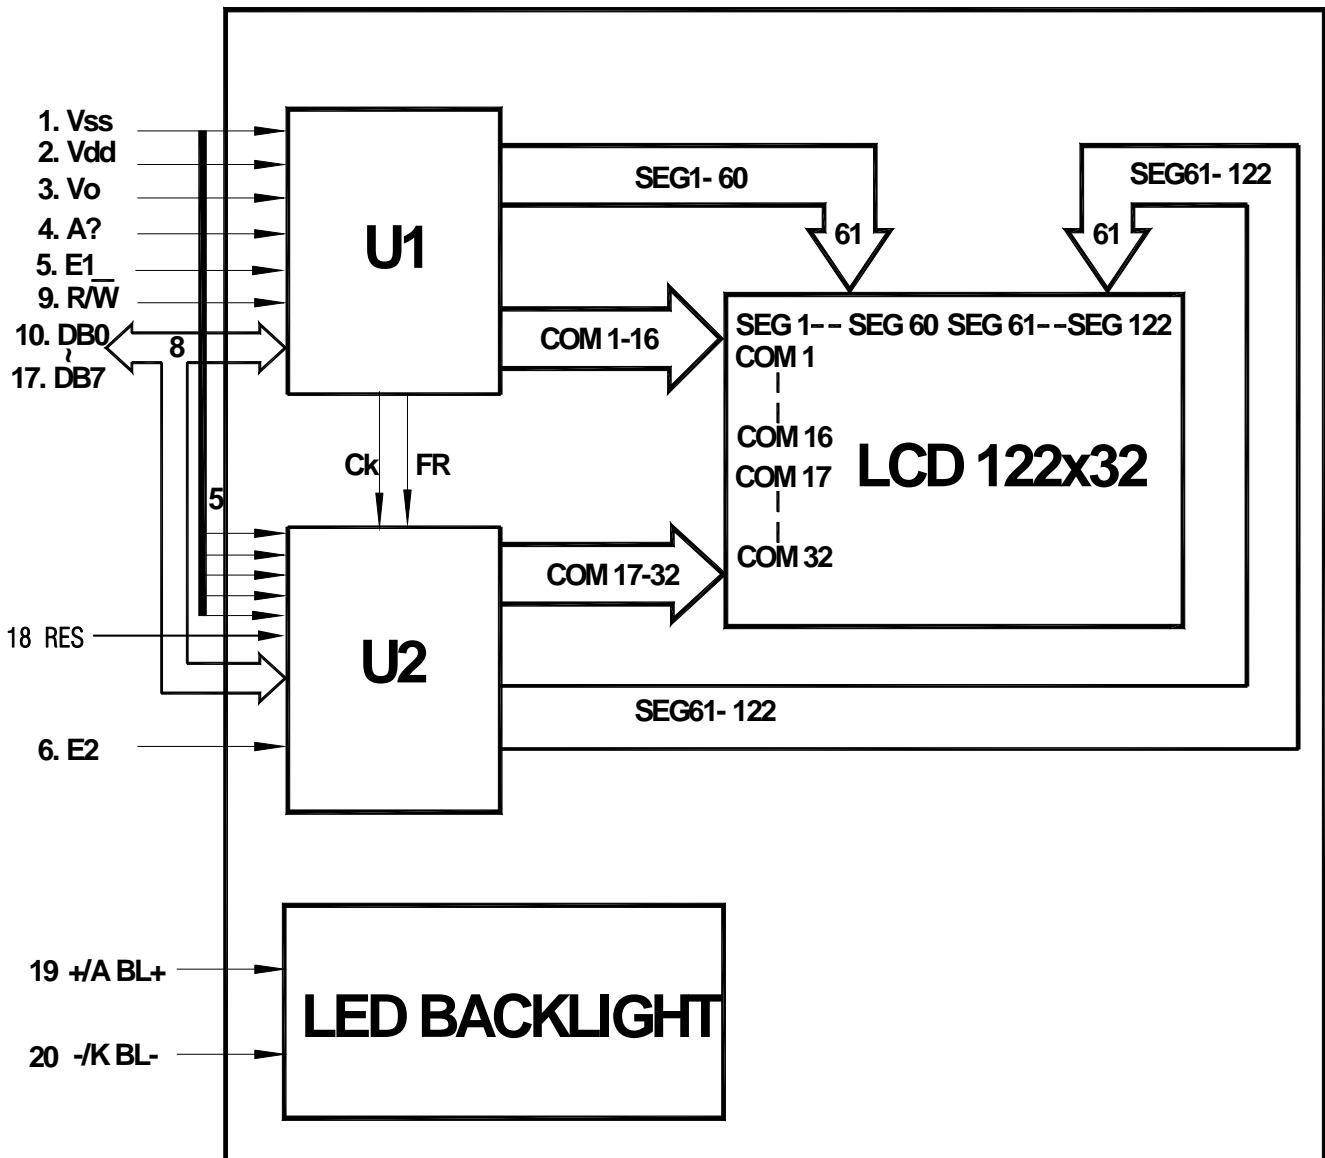 1. Vss
2. Vdd
3. Vo
4. A?
5. E1
9. R/W̅
10. DB0
~
17. DB7
8
5
18 RES
6. E2
U1
Ck
FR
U2
SEG1- 60
61
COM 1-16
COM 17-32
SEG61- 122
SEG61- 122
61
SEG 1-- SEG 60 SEG 61--SEG 122
COM 1
COM 16
COM 17
COM 32
LCD 122x32
19 +/A BL+
20 -/K BL-
LED BACKLIGHT